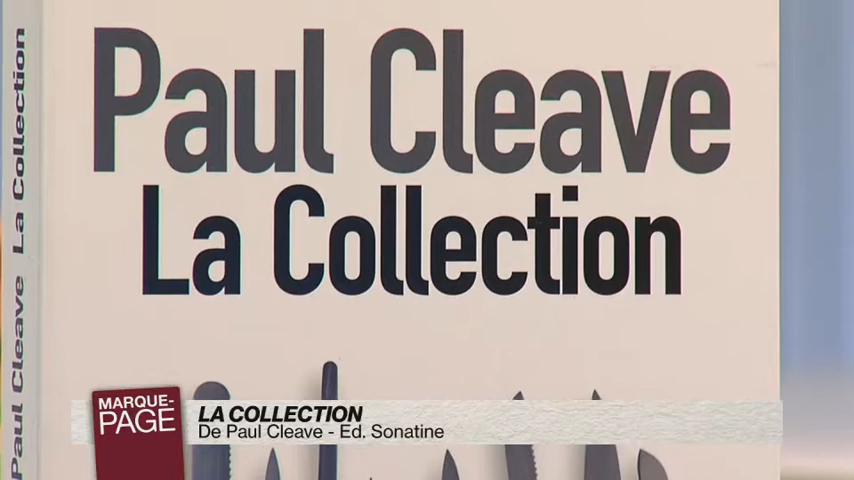 Paul Cleave
La Collection
Paul Cleave La Collection
MARQUE-
PAGE
LA COLLECTION
De Paul Cleave - Ed. Sonatine